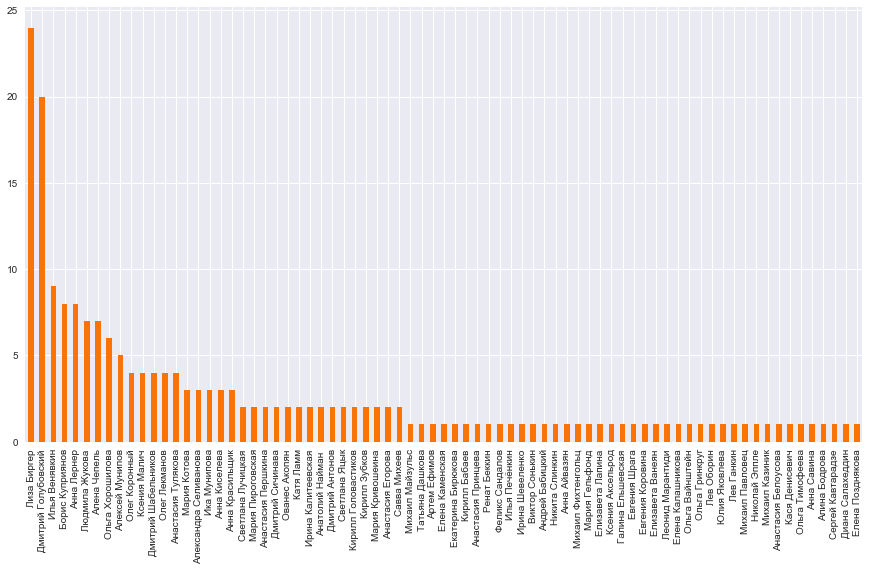 25
20
15
10
5
0
Лиза Биргер
Дмитрий Голубовский
Илья Венявкин
Борис Куприянов
Анна Лернер
Людмила Жукова
Алена Чепель
Ольга Хорошилова
Алексей Мунипов
Олег Коронный
Ксения Малич
Дмитрий Шабельников
Олег Лекманов
Анастасия Тулякова
Мария Котова
Александра Селиванова
Ика Мунипова
Анна Киселева
Анна Красильщик
Светлана Лучицкая
Мария Пироговская
Анастасия Першкина
Дмитрий Сичинава
Ованес Акопян
Катя Ламм
Ирина Калитеевская
Анатолий Найман
Дмитрий Антонов
Светлана Яцык
Кирилл Головастиков
Кирилл Зубков
Мария Кривошеина
Анастасия Егорова
Савва Михеев
Михаил Майзульс
Татьяна Дашкова
Артем Ефимов
Елена Каменская
Екатерина Бирюкова
Кирилл Бабаев
Анастасия Принцева
Ренат Беккин
Феликс Сандалов
Илья Печёнкин
Ирина Шевеленко
Виктор Сонькин
Андрей Бабицкий
Никита Слинкин
Анна Айвазян
Михаил Фихтенгольц
Мария Гельфонд
Елизавета Лапина
Ксения Аксельрод
Галина Ельшевская
Евгения Шрага
Евгения Коровина
Елизавета Ванеян
Леонид Марантиди
Елена Калашникова
Ольга Вайнштейн
Ольга Гринкруг
Лев Оборин
Юлия Яковлева
Лев Ганкин
Михаил Павловец
Николай Эппле
Михаил Казиник
Анастасия Белоусова
Кася Денисевич
Ольга Тимофеева
Анна Савина
Алина Бодрова
Сергей Кавтарадзе
Диана Салахеддин
Елена Позднякова